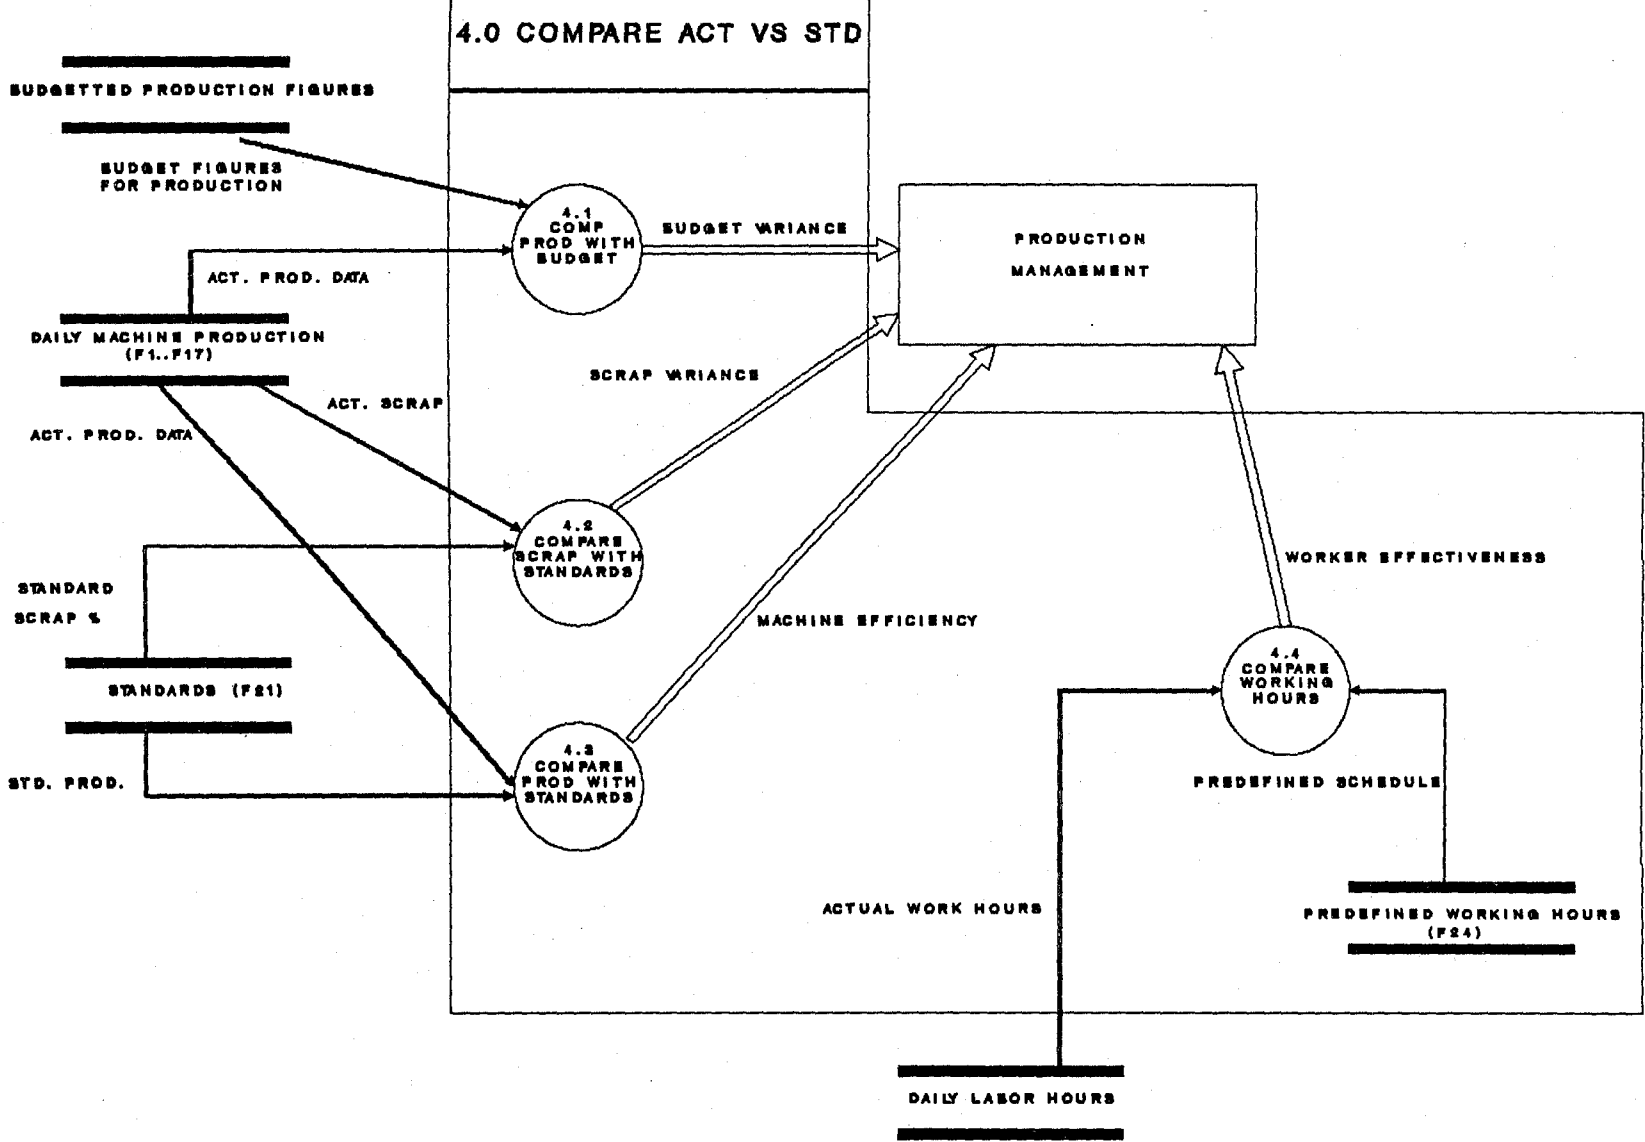 4.0 COMPARE ACT VS STD
BUDGETTED PRODUCTION FIGURES
BUDGET FIGURES
FOR PRODUCTION
4.1
COMP
PROD WITH
BUDGET
BUDGET VARIANCE
PRODUCTION
MANAGEMENT
ACT. PROD. DATA
DAILY MACHINE PRODUCTION
(F1..F17)
SCRAP VARIANCE
ACT. SCRAP
ACT. PROD. DATA
4.2
COMPARE
SCRAP WITH
STANDARDS
WORKER EFFECTIVENESS
STANDARD
SCRAP %
MACHINE EFFICIENCY
4.4
COMPARE
WORKING
HOURS
STANDARDS (F21)
4.3
COMPARE
PROD WITH
STANDARDS
STD. PROD.
PREDEFINED SCHEDULE
ACTUAL WORK HOURS
PREDEFINED WORKING HOURS
(F24)
DAILY LABOR HOURS